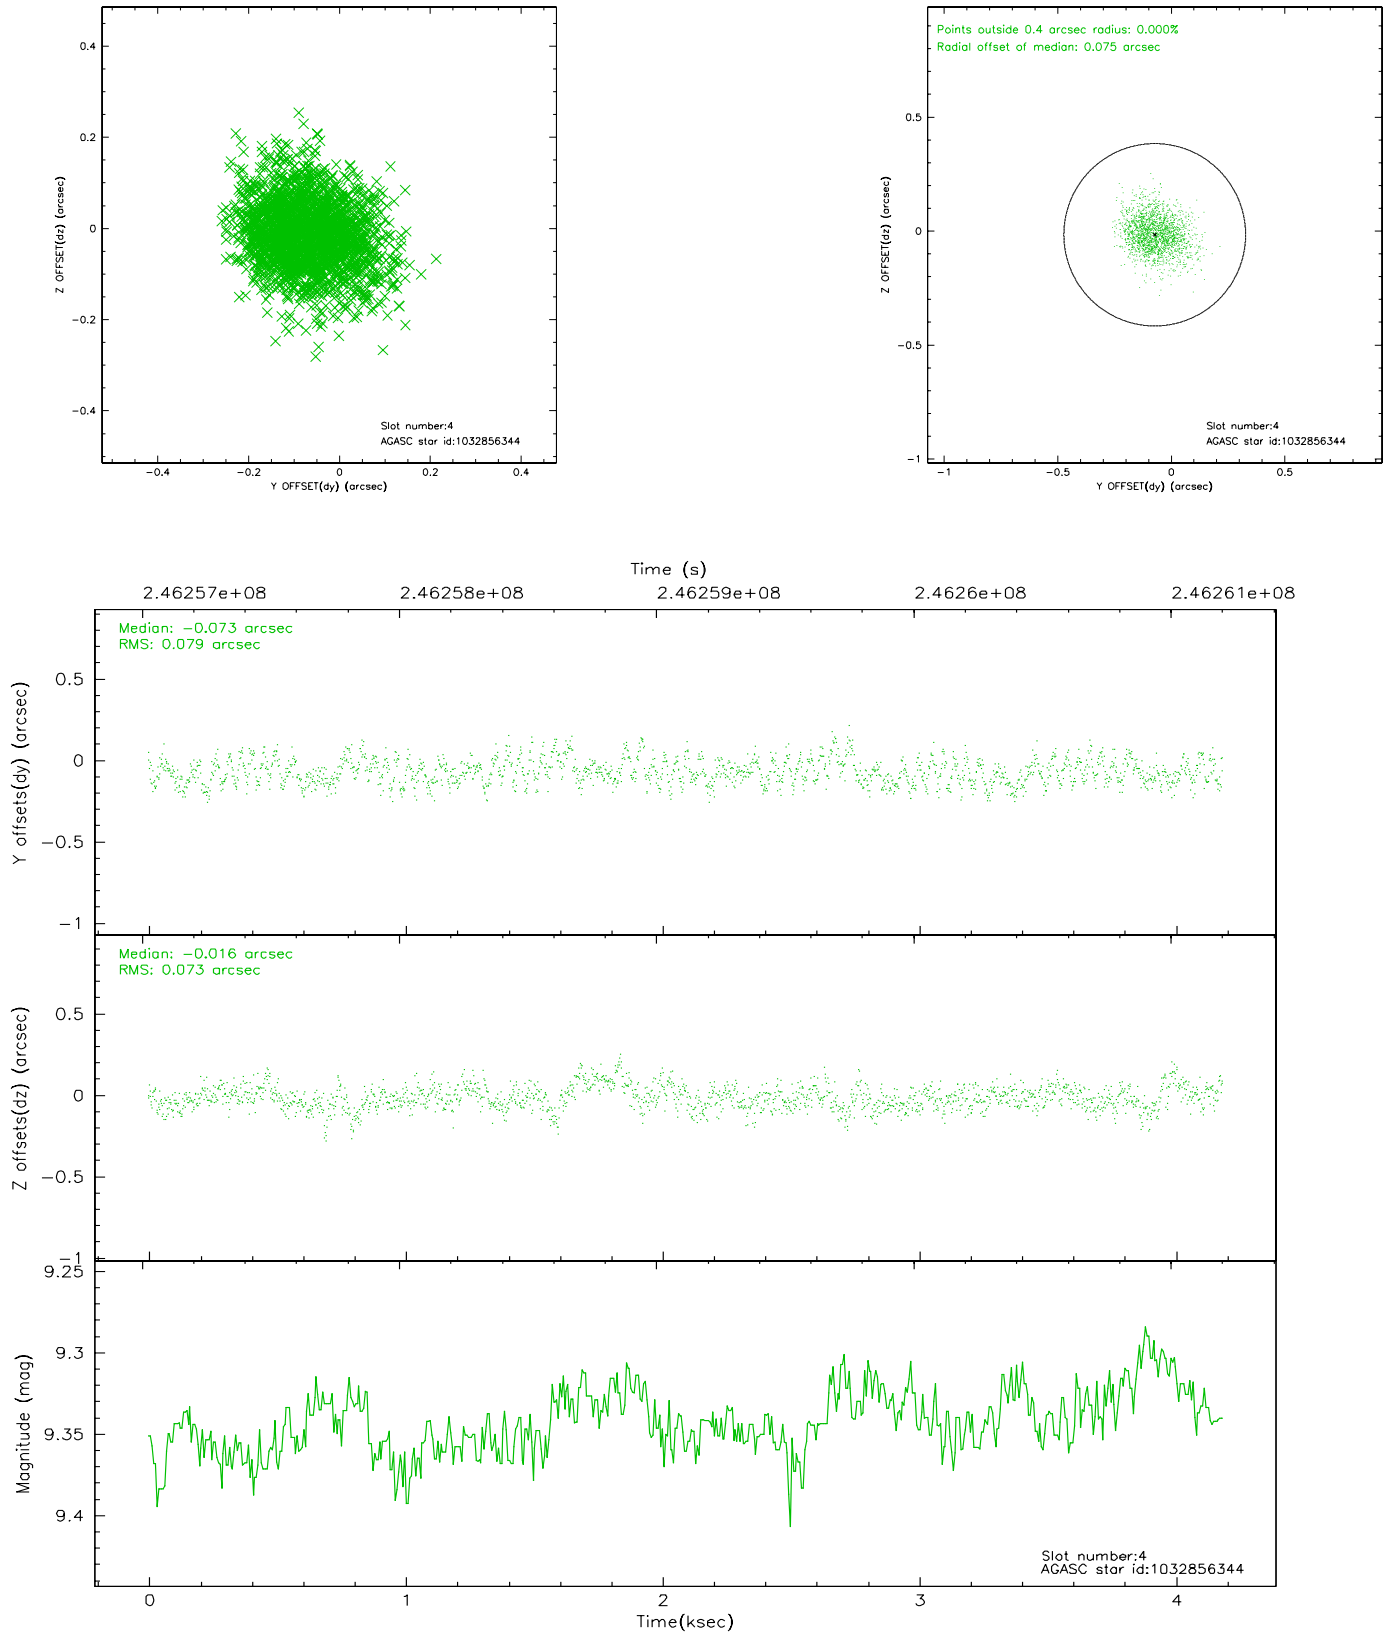 0.4
0.2
0
-0.2
-0.4
-0.4
-0.2
0
0.2
0.4
Z OFFSET(dz) (arcsec)
Y OFFSET(dy) (arcsec)
Slot number:4
AGASC star id:1032856344
Points outside 0.4 arcsec radius: 0.000%
Radial offset of median: 0.075 arcsec
0.5
0
-0.5
-1
-1
-0.5
0
0.5
Z OFFSET(dz) (arcsec)
Y OFFSET(dy) (arcsec)
Slot number:4
AGASC star id:1032856344
Time (s)
2.46257e+08
2.46258e+08
2.46259e+08
2.4626e+08
2.46261e+08
Median: -0.073 arcsec
RMS: 0.079 arcsec
0.5
0
-0.5
-1
Y offsets(dy) (arcsec)
Median: -0.016 arcsec
RMS: 0.073 arcsec
0.5
0
-0.5
-1
Z offsets(dz) (arcsec)
9.25
9.3
9.35
9.4
Magnitude (mag)
Slot number:4
AGASC star id:1032856344
0
1
2
3
4
Time(ksec)